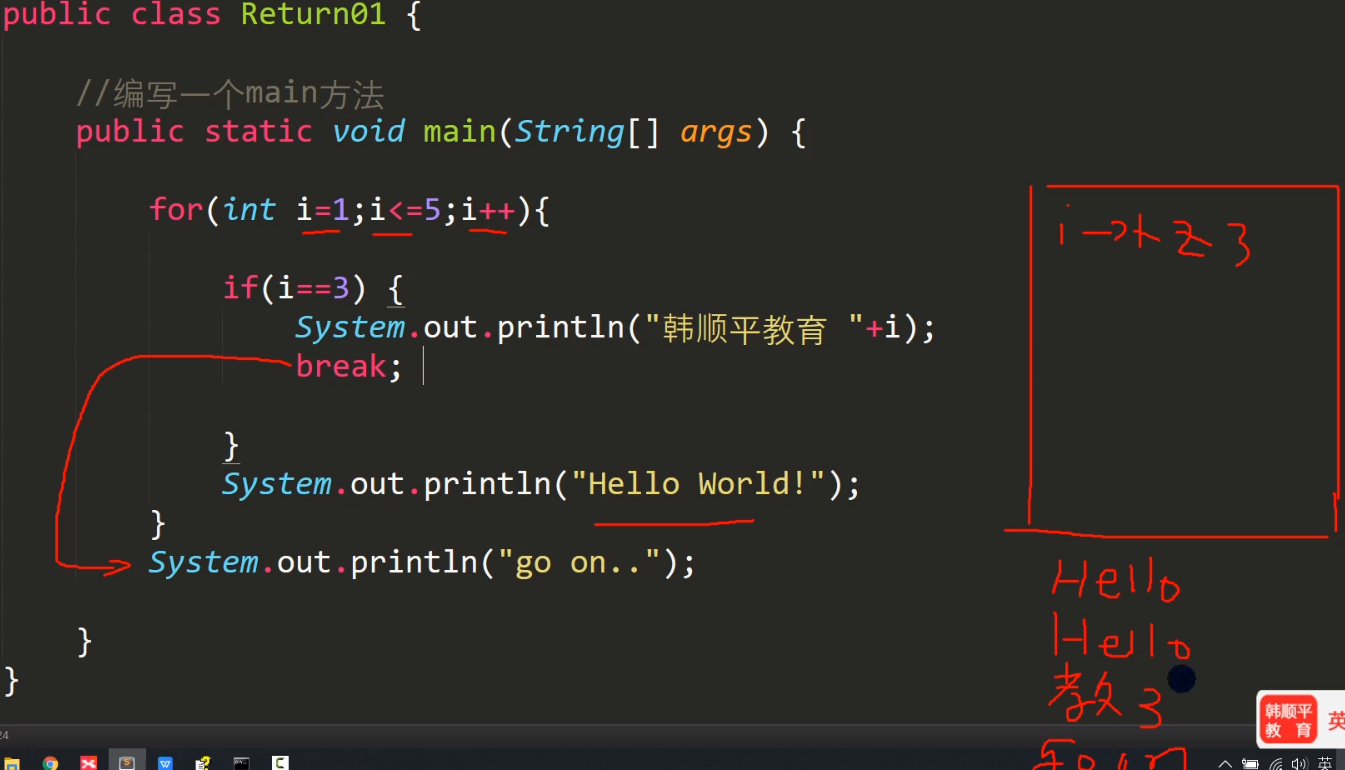 public class Return01 {
//编写一个main方法
public static void main(String[] args) {
for(int i=1;i<=5;i++){
if(i==3) {
System.out.println("韩顺平教育 "+i);
break;
}
System.out.println("Hello World!");
}
System.out.println("go on..");
}
}
i → 2 3
Hello
Hello
教 3
韩顺平
教 育
英
24
英